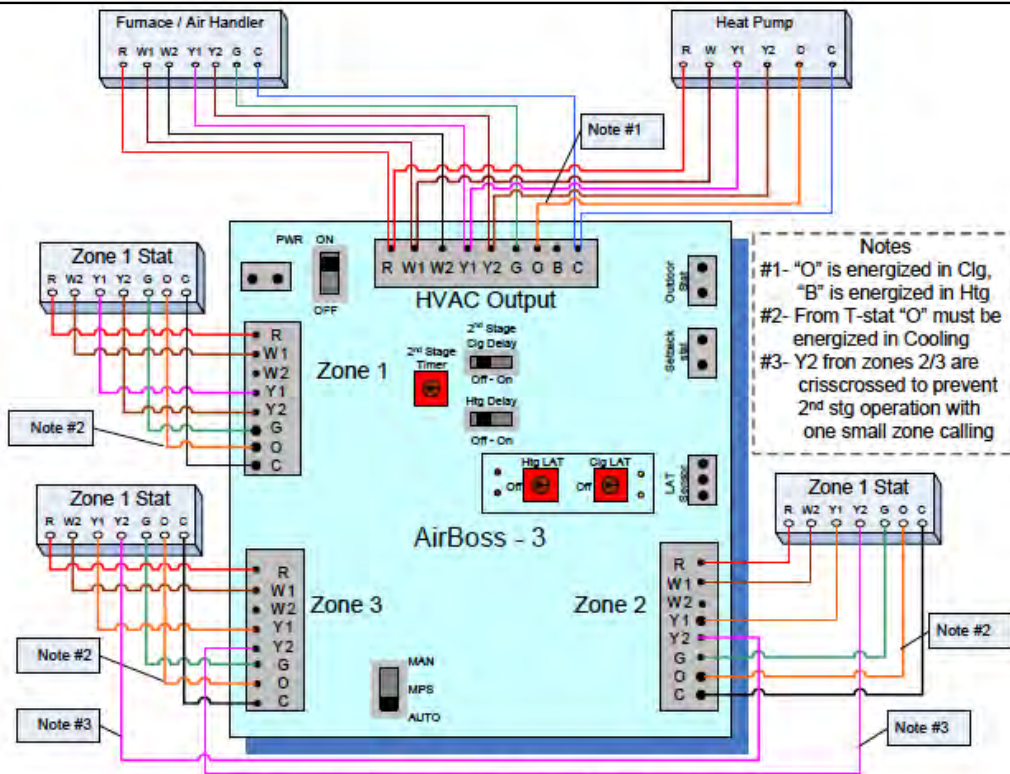 Furnace / Air Handler
R W1 W2 Y1 Y2 G C
Heat Pump
R W Y1 Y2 O C
Note #1
PWR
ON
OFF
R W1 W2 Y1 Y2 G O B C
HVAC Output
Outdoor
Stat
Setback
stat
Notes
#1- “O” is energized in Clg,
“B” is energized in Htg
#2- From T-stat “O” must be
energized in Cooling
#3- Y2 fron zones 2/3 are
crisscrossed to prevent
2nd stg operation with
one small zone calling
Zone 1 Stat
R W2 Y1 Y2 G O C
R
W1
W2
Y1
Y2
G
O
C
Zone 1
2nd Stage
Timer
2nd Stage
Clg Delay
Off - On
Htg Delay
Off - On
Note #2
Htg LAT
Off
Clg LAT
Off
LAT
Sensor
AirBoss - 3
Zone 1 Stat
R W2 Y1 Y2 G O C
R
W1
W2
Y1
Y2
G
O
C
Zone 3
Note #2
Note #3
MAN
MPS
AUTO
Zone 1 Stat
R W2 Y1 Y2 G O C
Zone 2
R
W1
W2
Y1
Y2
G
O
C
Note #2
Note #3